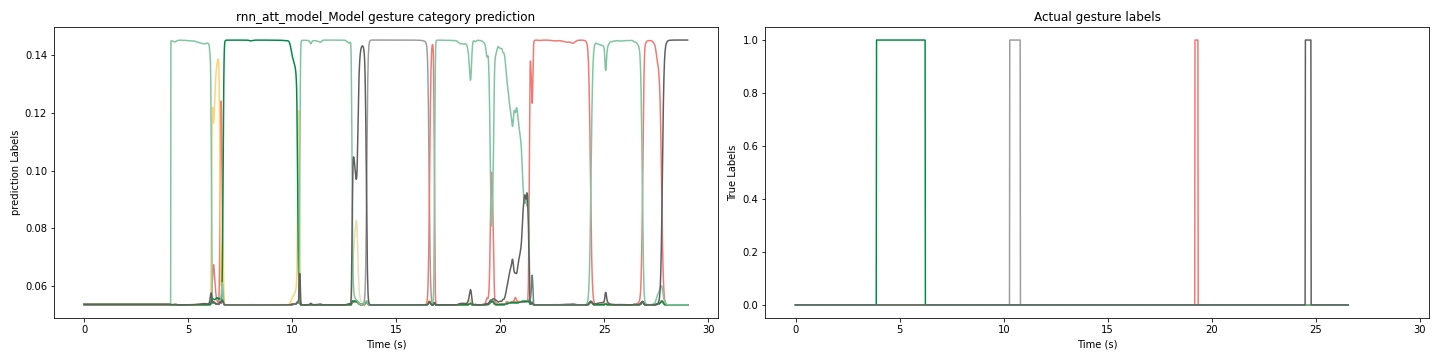 rnn_att_model_Model gesture category prediction
prediction Labels
0.14
0.12
0.10
0.08
0.06
0 5 10 15 20 25 30
Time (s)
Actual gesture labels
True Labels
1.0
0.8
0.6
0.4
0.2
0.0
0 5 10 15 20 25 30
Time (s)